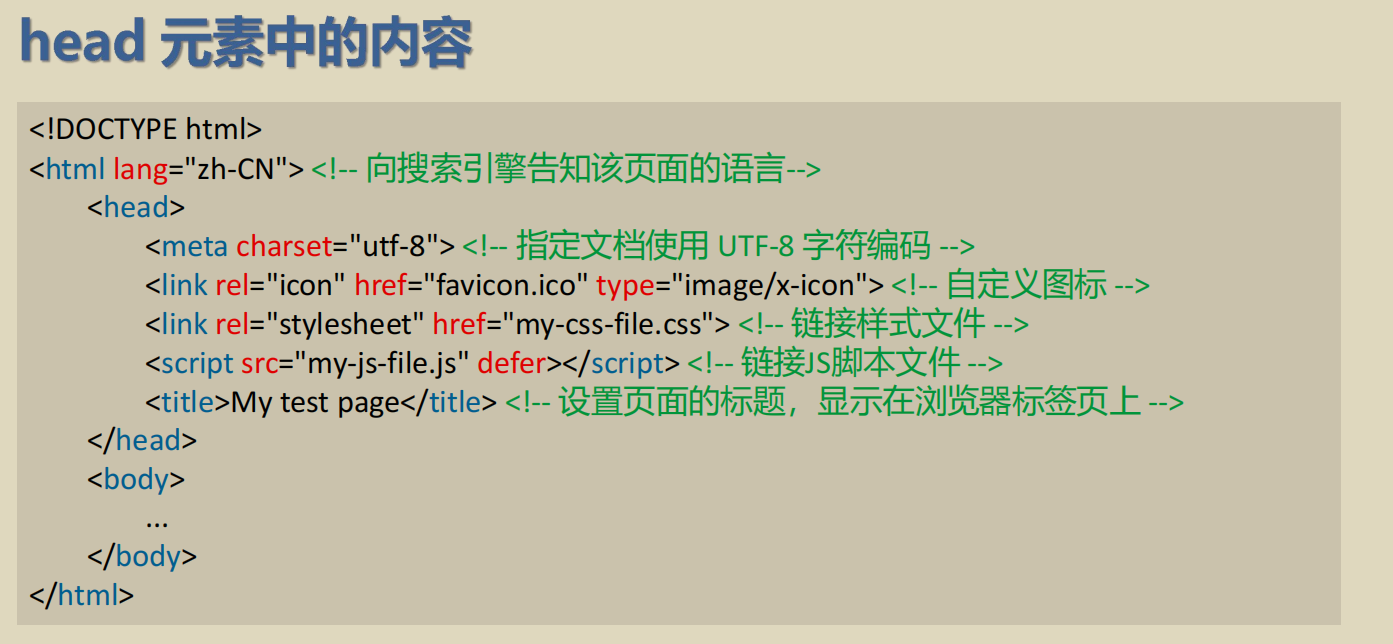 head 元素中的内容
<!DOCTYPE html>
<html lang="zh-CN"> <!-- 向搜索引擎告知该页面的语言-->
<head>
<meta charset="utf-8"> <!-- 指定文档使用 UTF-8 字符编码 -->
<link rel="icon" href="favicon.ico" type="image/x-icon"> <!-- 自定义图标 -->
<link rel="stylesheet" href="my-css-file.css"> <!-- 链接样式文件 -->
<script src="my-js-file.js" defer></script> <!-- 链接JS脚本文件 -->
<title>My test page</title> <!-- 设置页面的标题，显示在浏览器标签页上 -->
</head>
<body>
...
</body>
</html>